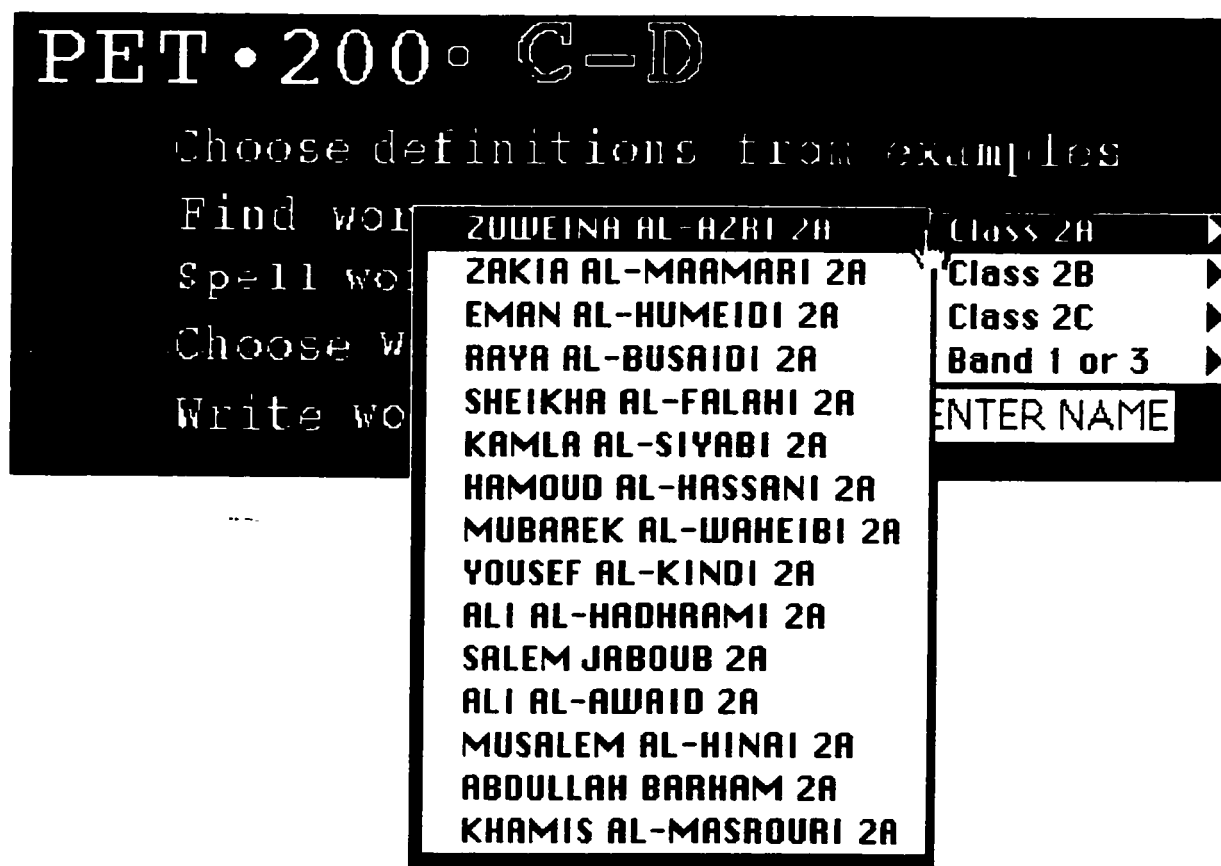 PET•200◦ C-D
Choose definitions from examples
Find wor
Spell wo
Choose w
Write wo
ZUWEINA AL-AZRI 2A
ZAKIA AL-MAAMARI 2A
EMAN AL-HUMEIDI 2A
RAYA AL-BUSAIDI 2A
SHEIKHA AL-FALAHI 2A
KAMLA AL-SIYABI 2A
HAMOUD AL-HASSANI 2A
MUBAREK AL-WAHEIBI 2A
YOUSEF AL-KINDI 2A
ALI AL-HADHRAMI 2A
SALEM JABOUB 2A
ALI AL-AWAID 2A
MUSALEM AL-HINAI 2A
ABDULLAH BARHAM 2A
KHAMIS AL-MASROURI 2A
Class 2A
Class 2B
Class 2C
Band 1 or 3
ENTER NAME